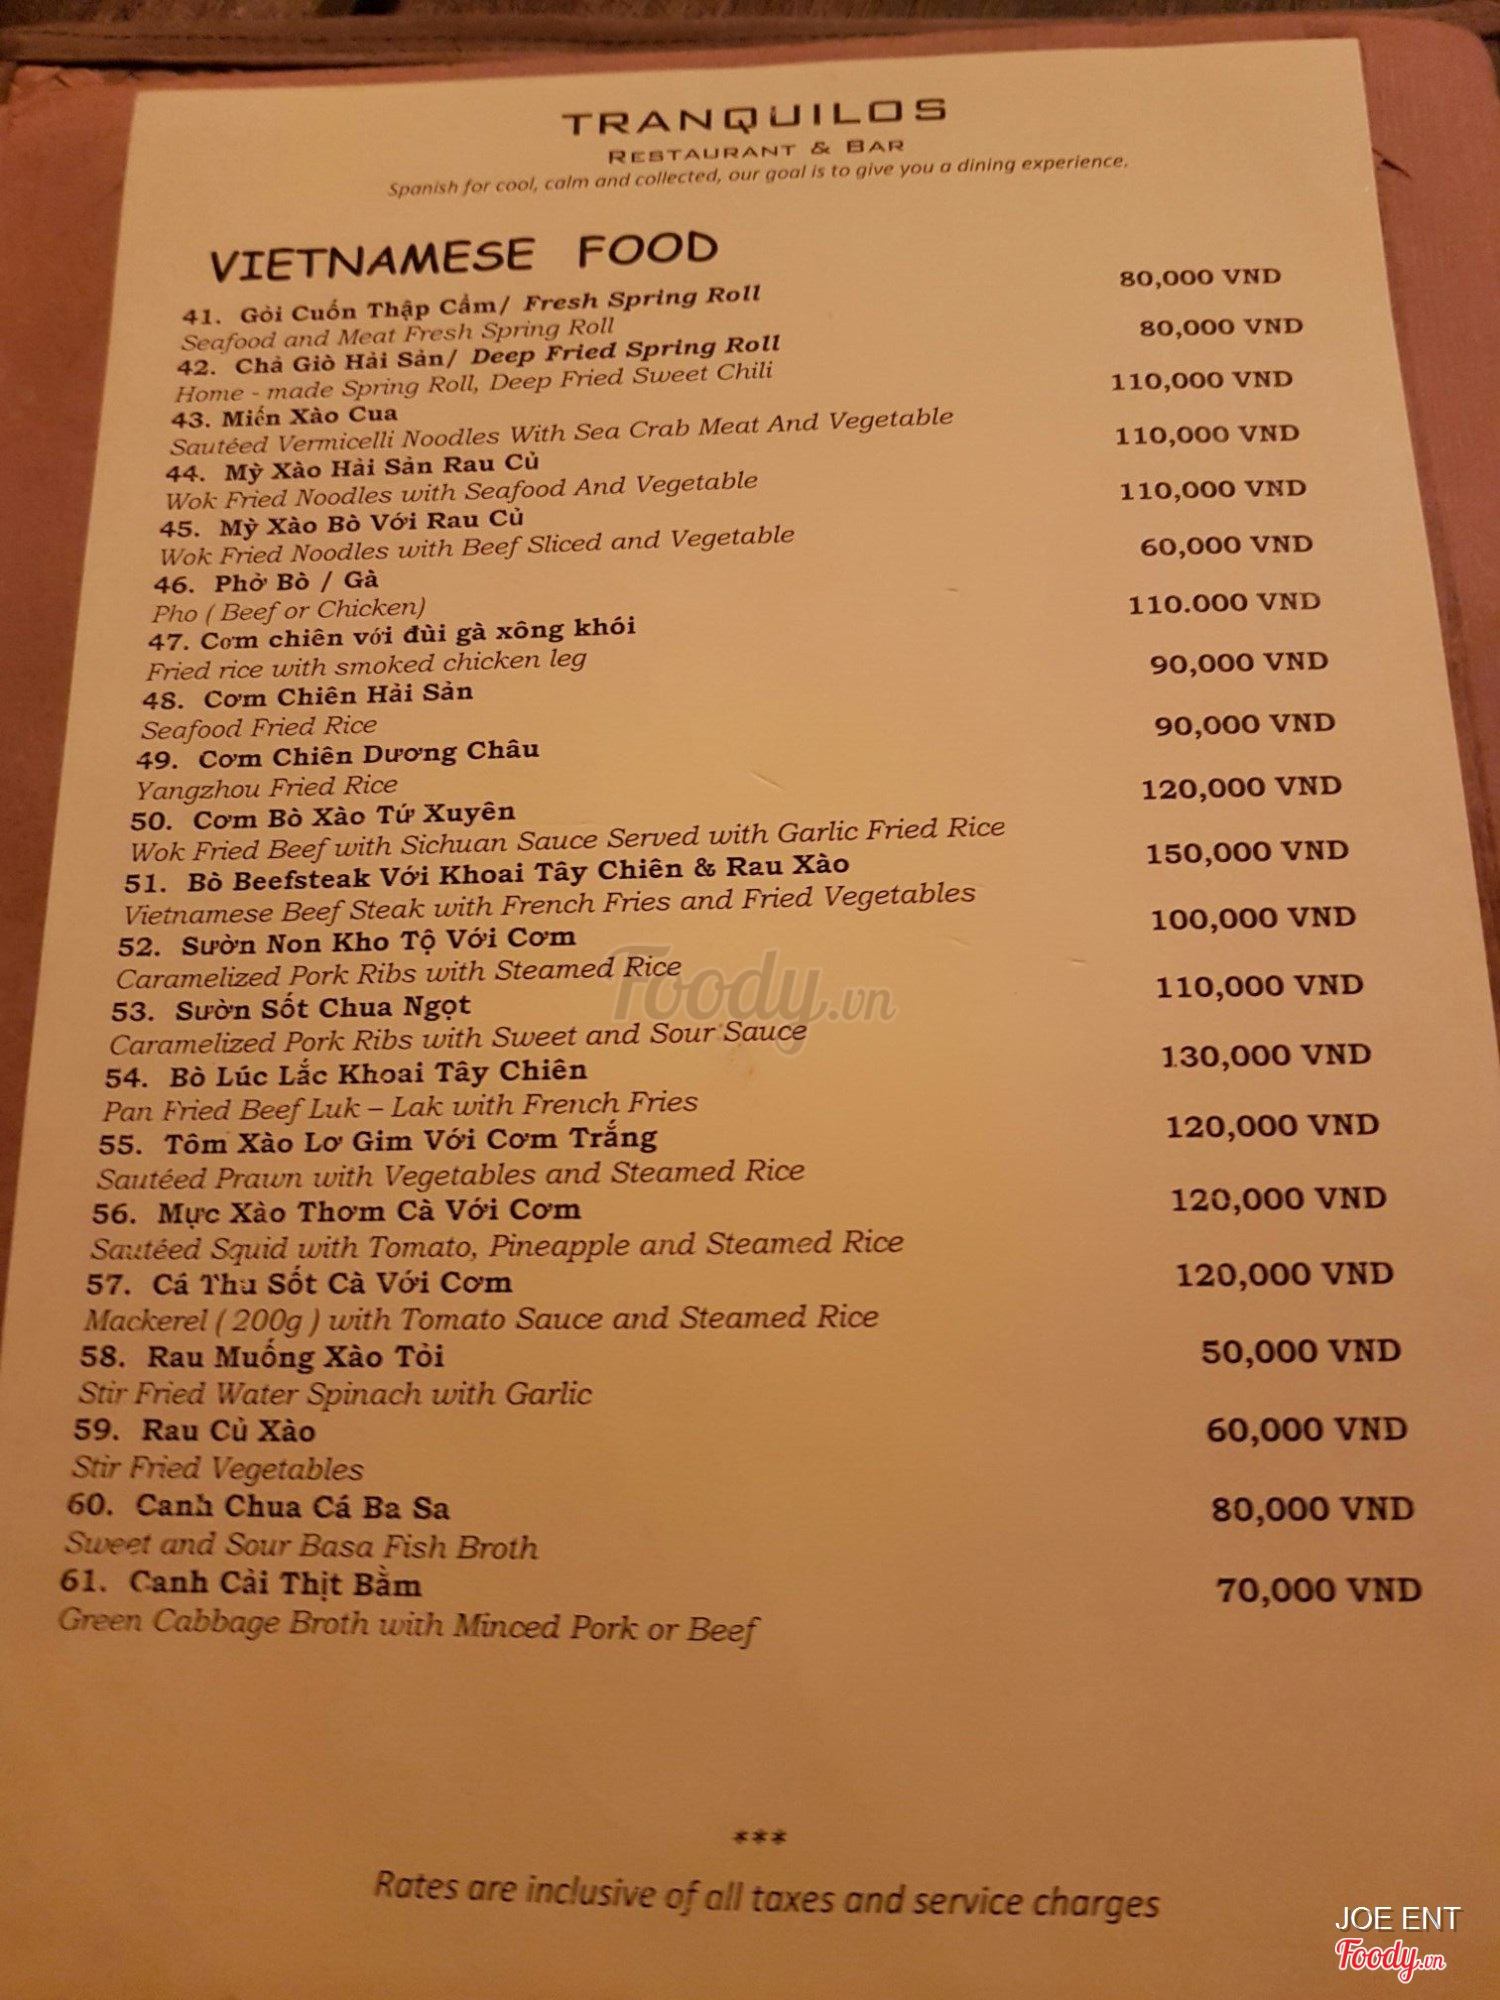 TRANQUILOS
RESTAURANT & BAR
Spanish for cool, calm and collected, our goal is to give you a dining experience.
VIETNAMESE FOOD
41. Gỏi Cuốn Thập Cẩm/ Fresh Spring Roll 80,000 VND
Seafood and Meat Fresh Spring Roll
42. Chả Giò Hải Sản/ Deep Fried Spring Roll 80,000 VND
Home - made Spring Roll, Deep Fried Sweet Chili
43. Miến Xào Cua 110,000 VND
Sautéed Vermicelli Noodles With Sea Crab Meat And Vegetable
44. Mỳ Xào Hải Sản Rau Củ 110,000 VND
Wok Fried Noodles with Seafood And Vegetable
45. Mỳ Xào Bò Với Rau Củ 110,000 VND
Wok Fried Noodles with Beef Sliced and Vegetable
46. Phở Bò / Gà 60,000 VND
Pho ( Beef or Chicken)
47. Cơm chiên với đùi gà xông khói 110.000 VND
Fried rice with smoked chicken leg
48. Cơm Chiên Hải Sản 90,000 VND
Seafood Fried Rice
49. Cơm Chiên Dương Châu 90,000 VND
Yangzhou Fried Rice
50. Cơm Bò Xào Tứ Xuyên 120,000 VND
Wok Fried Beef with Sichuan Sauce Served with Garlic Fried Rice
51. Bò Beefsteak Với Khoai Tây Chiên & Rau Xào 150,000 VND
Vietnamese Beef Steak with French Fries and Fried Vegetables
52. Sườn Non Kho Tộ Với Cơm 100,000 VND
Caramelized Pork Ribs with Steamed Rice
53. Sườn Sốt Chua Ngọt 110,000 VND
Caramelized Pork Ribs with Sweet and Sour Sauce
54. Bò Lúc Lắc Khoai Tây Chiên 130,000 VND
Pan Fried Beef Luk – Lak with French Fries
55. Tôm Xào Lơ Gim Với Cơm Trắng 120,000 VND
Sautéed Prawn with Vegetables and Steamed Rice
56. Mực Xào Thơm Cà Với Cơm 120,000 VND
Sautéed Squid with Tomato, Pineapple and Steamed Rice
57. Cá Thu Sốt Cà Với Cơm 120,000 VND
Mackerel ( 200g ) with Tomato Sauce and Steamed Rice
58. Rau Muống Xào Tỏi 50,000 VND
Stir Fried Water Spinach with Garlic
59. Rau Củ Xào 60,000 VND
Stir Fried Vegetables
60. Canh Chua Cá Ba Sa 80,000 VND
Sweet and Sour Basa Fish Broth
61. Canh Cải Thịt Bằm 70,000 VND
Green Cabbage Broth with Minced Pork or Beef
Foody.vn
***
Rates are inclusive of all taxes and service charges
JOE ENT
Foody.vn